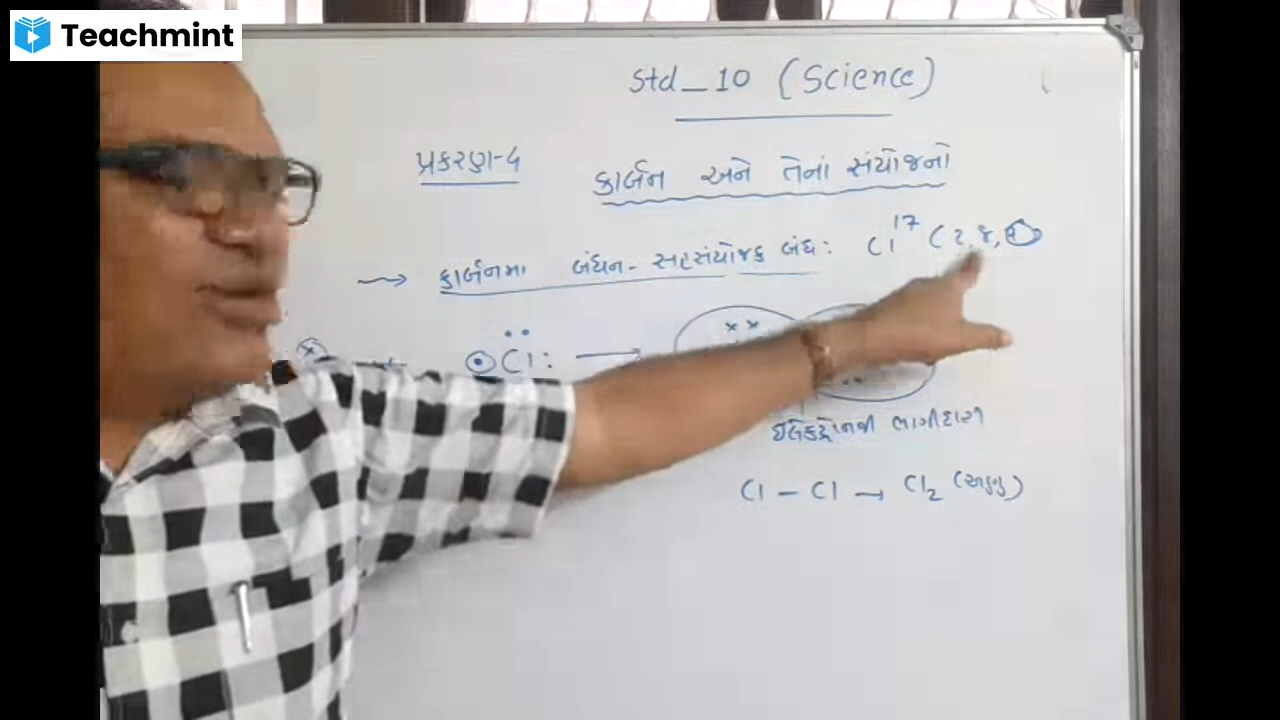 Teachmint
Std_10 (Science)
પ્રકરણ-4
કાર્બન અને તેનાં સંયોજનો
કાર્બનમા બંધન - સહસંયોજક બંધ : Cl¹⁷ (2,8,
Cl: →
ઇલેક્ટ્રોનની ભાગીદારી
Cl - Cl → Cl₂ (અણુ)